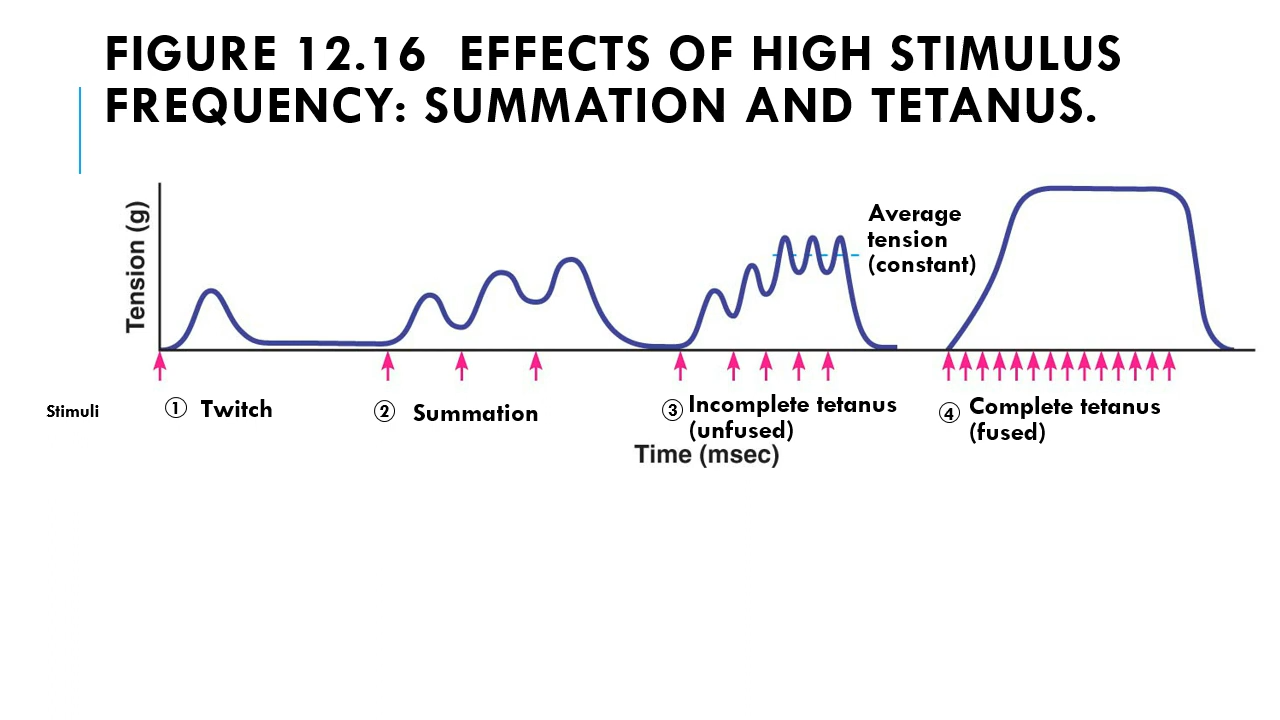 FIGURE 12.16 EFFECTS OF HIGH STIMULUS
FREQUENCY: SUMMATION AND TETANUS.
Tension (g)
Average
tension
(constant)
Stimuli
① Twitch
② Summation
③ Incomplete tetanus
(unfused)
④ Complete tetanus
(fused)
Time (msec)